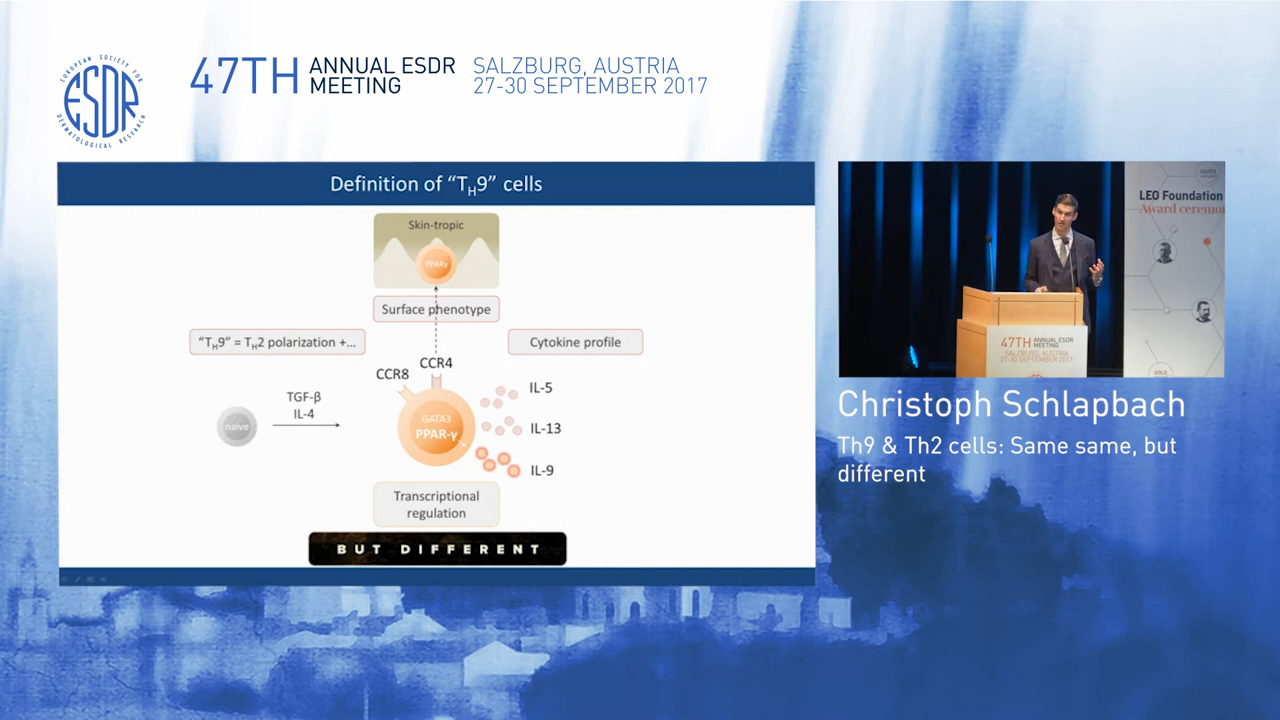 EUROPEAN SOCIETY FOR
ESDR
DERMATOLOGICAL RESEARCH
47TH ANNUAL ESDR MEETING
SALZBURG, AUSTRIA
27-30 SEPTEMBER 2017
Definition of “TH9” cells
Skin-tropic
PPARγ
Surface phenotype
“TH9” = TH2 polarization +...
Cytokine profile
CCR8
CCR4
TGF-β
IL-4
naive
GATA3
PPAR-γ
IL-5
IL-13
IL-9
Transcriptional
regulation
BUT DIFFERENT
LEO Foundation
Award ceremo
47TH ANNUAL ESDR
MEETING
SALZBURG, AUSTRIA
27-30 SEPTEMBER 2017
GOLD
Christoph Schlapbach
Th9 & Th2 cells: Same same, but
different